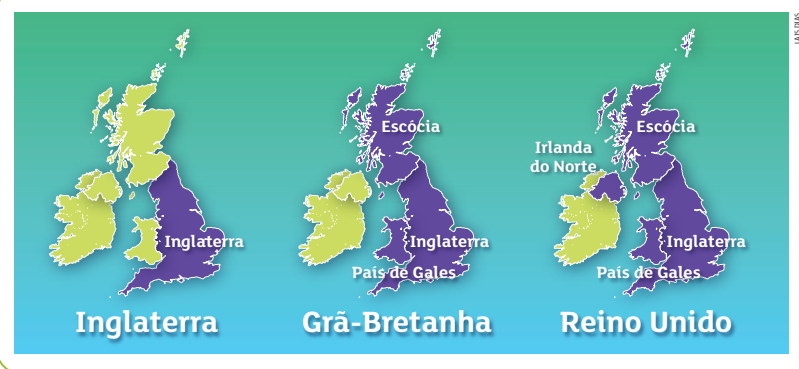 Escócia
Escócia
Irlanda
do Norte
Inglaterra
Inglaterra
Inglaterra
País de Gales
País de Gales
Inglaterra
Grã-Bretanha
Reino Unido